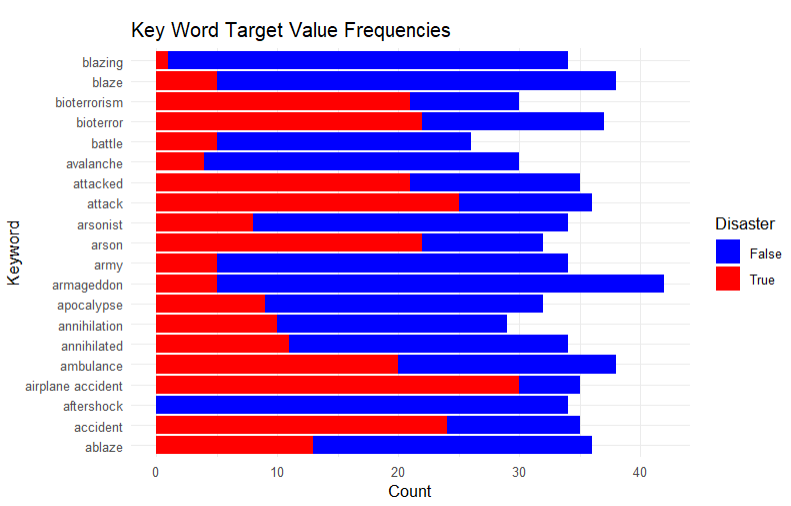 Key Word Target Value Frequencies
blazing
blaze
bioterrorism
bioterror
battle
avalanche
attacked
attack
arsonist
arson
army
armageddon
apocalypse
annihilation
annihilated
ambulance
airplane accident
aftershock
accident
ablaze
Keyword
0 10 20 30 40
Count
Disaster
False
True